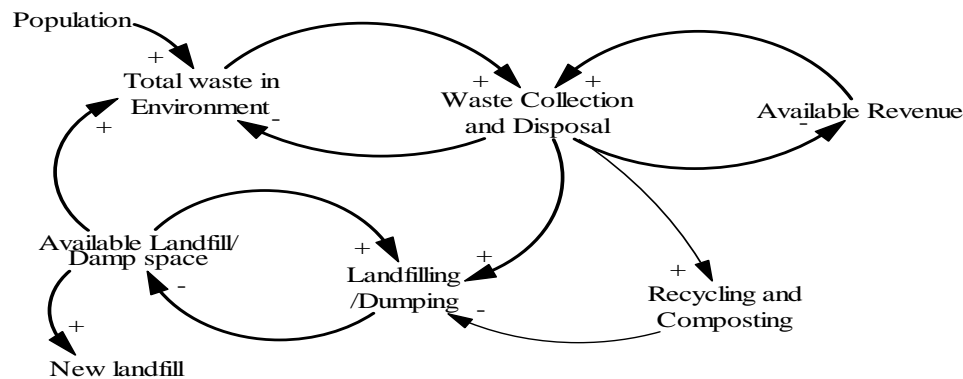 Population
+
Total waste in
Environment
+
-
+
+
Waste Collection
and Disposal
Available Revenue
-
Available Landfill/
Damp space
+
+
-
Landfilling
/Dumping
+
-
+
Recycling and
Composting
+
New landfill